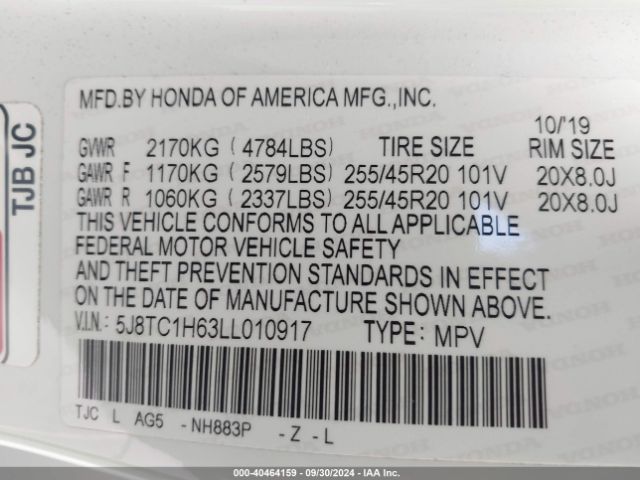 MFD.BY HONDA OF AMERICA MFG.,INC.
10/'19
GVWR 2170KG ( 4784LBS) TIRE SIZE RIM SIZE
GAWR F 1170KG ( 2579LBS) 255/45R20 101V 20X8.0J
GAWR R 1060KG ( 2337LBS) 255/45R20 101V 20X8.0J
THIS VEHICLE CONFORMS TO ALL APPLICABLE
FEDERAL MOTOR VEHICLE SAFETY
AND THEFT PREVENTION STANDARDS IN EFFECT
ON THE DATE OF MANUFACTURE SHOWN ABOVE.
V.I.N.: 5J8TC1H63LL010917 TYPE: MPV
TJC L AG5 -NH883P -Z -L
TJB JC
000-40464159 - 09/30/2024 - IAA Inc.